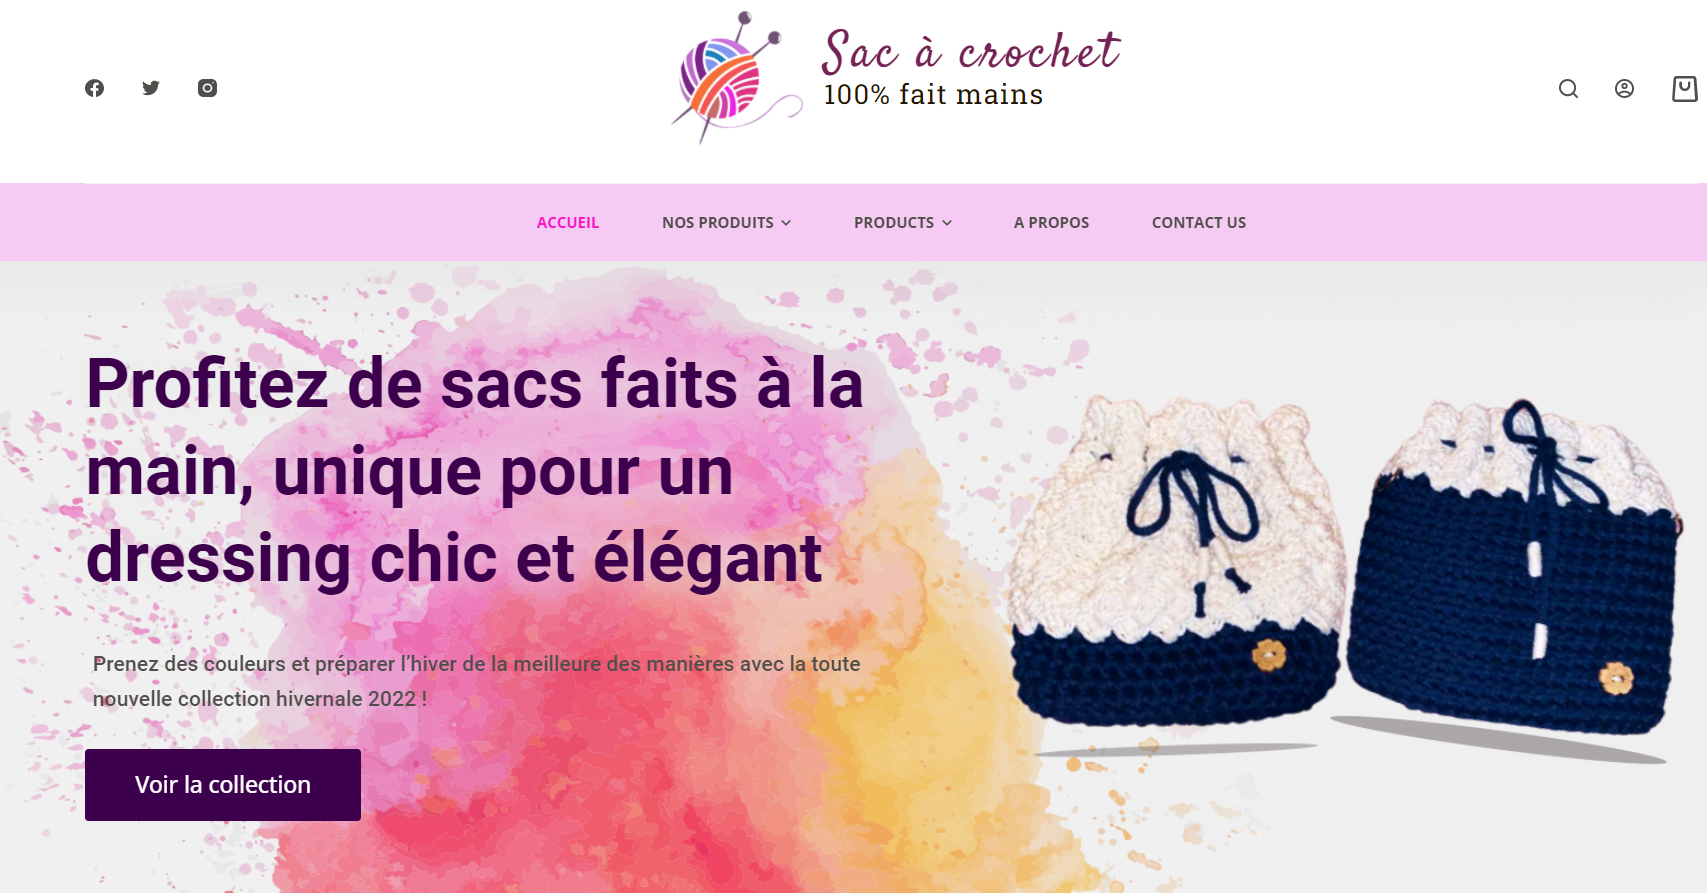 Sac à crochet
100% fait mains
ACCUEIL NOS PRODUITS PRODUCTS A PROPOS CONTACT US
Profitez de sacs faits à la
main, unique pour un
dressing chic et élégant
Prenez des couleurs et préparer l’hiver de la meilleure des manières avec la toute
nouvelle collection hivernale 2022 !
Voir la collection